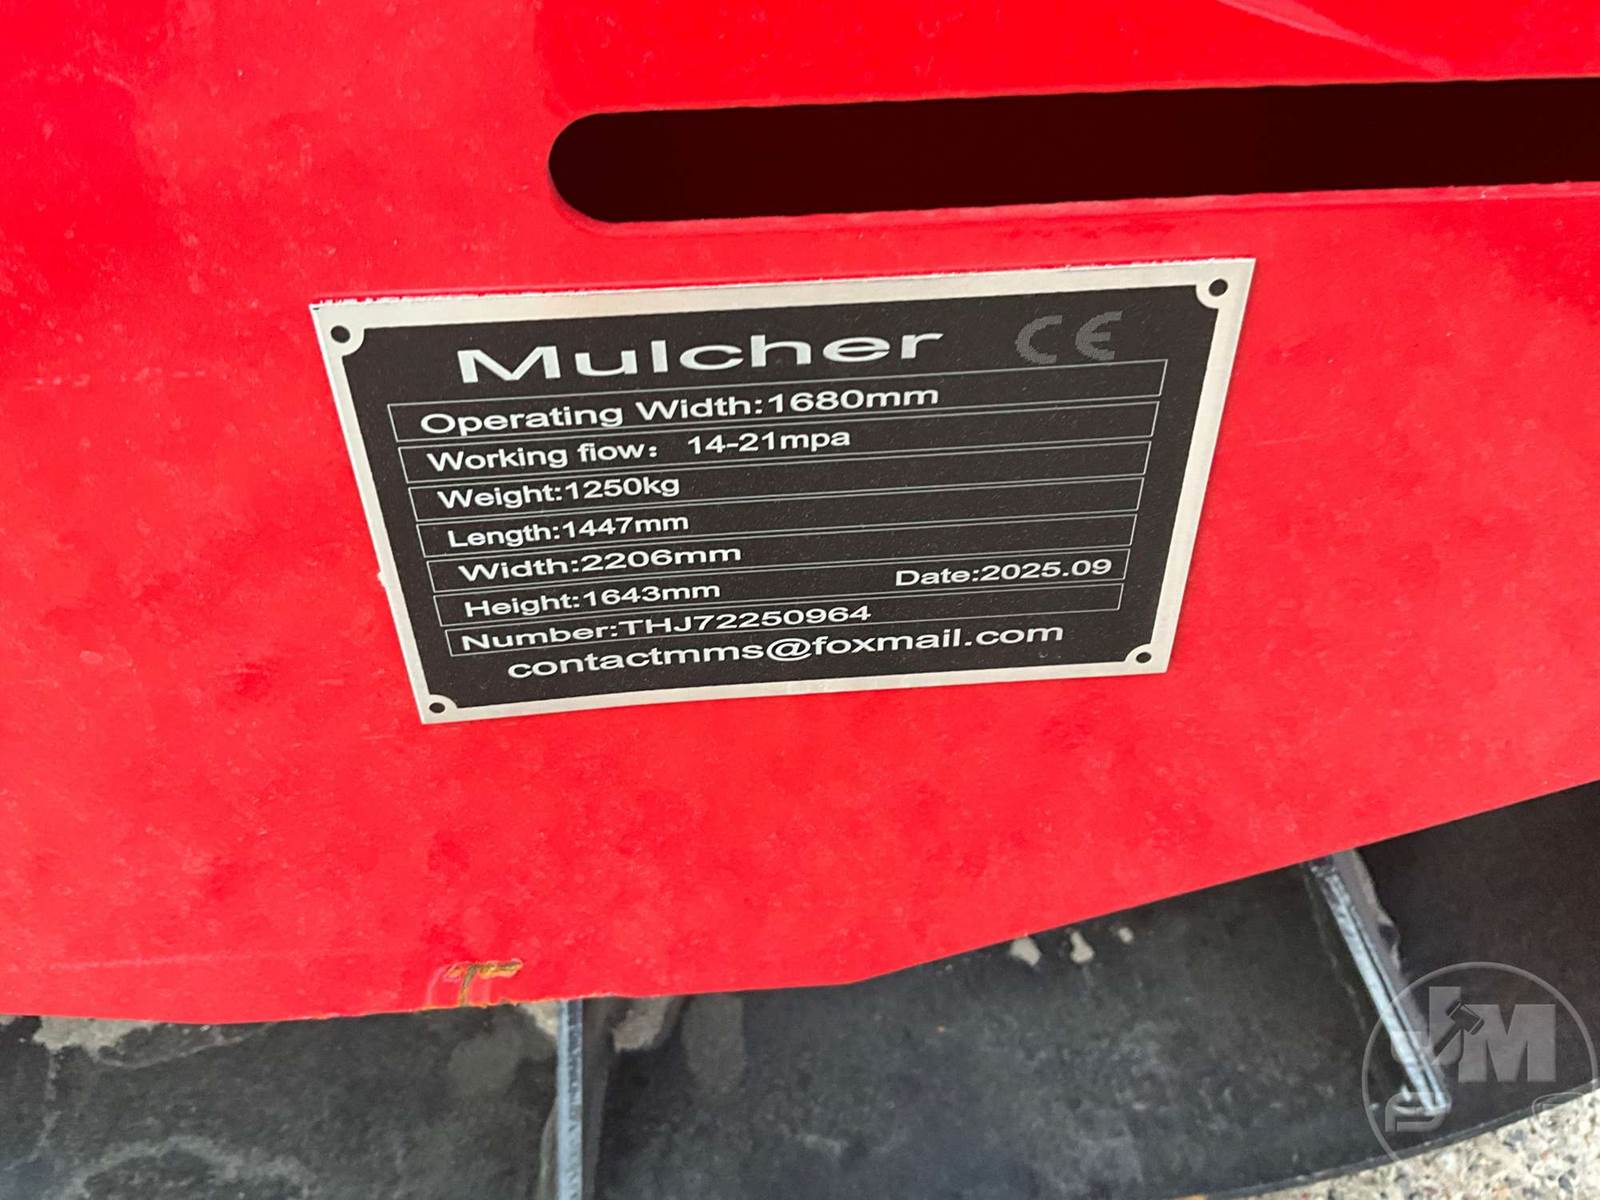 Mulcher CE
Operating Width:1680mm
Working flow: 14-21mpa
Weight:1250kg
Length:1447mm
Width:2206mm
Height:1643mm Date:2025.09
Number:THJ72250964
contactmms@foxmail.com
JM